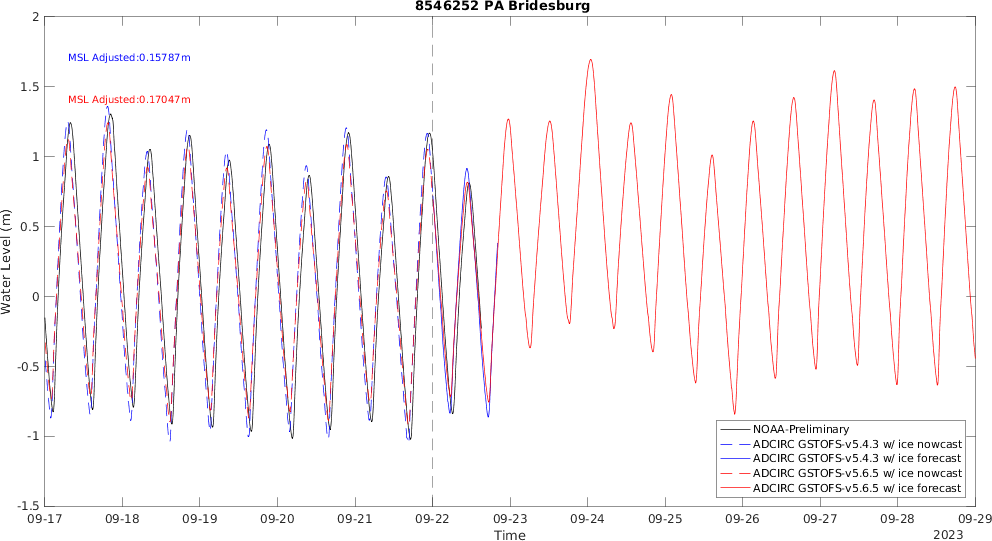 8546252 PA Bridesburg
MSL Adjusted:0.15787m
MSL Adjusted:0.17047m
Water Level (m)
2
1.5
1
0.5
0
-0.5
-1
-1.5
NOAA-Preliminary
ADCIRC GSTOFS-v5.4.3 w/ ice nowcast
ADCIRC GSTOFS-v5.4.3 w/ ice forecast
ADCIRC GSTOFS-v5.6.5 w/ ice nowcast
ADCIRC GSTOFS-v5.6.5 w/ ice forecast
09-17 09-18 09-19 09-20 09-21 09-22 09-23 09-24 09-25 09-26 09-27 09-28 09-29
Time
2023